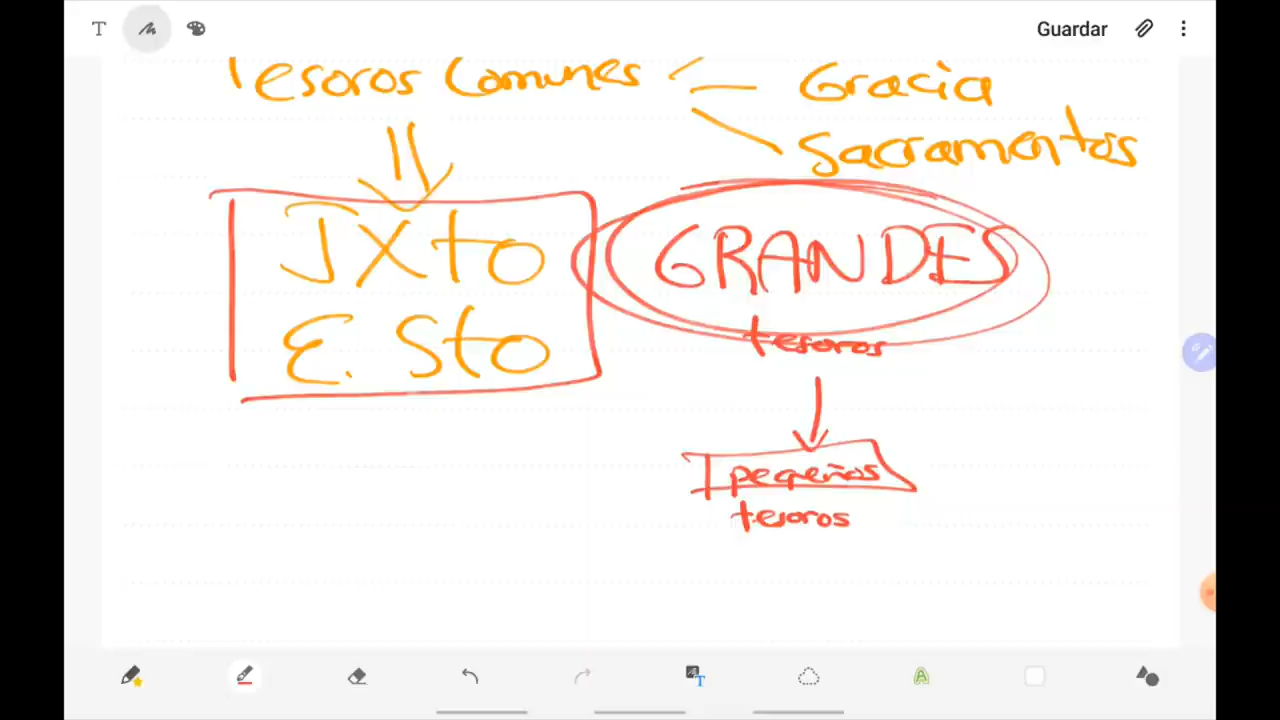 T
Guardar
Tesoros Comunes
Gracia
Sacramentos
JXto
E. Sto
GRANDES
tesoros
pequeños
tesoros
T
A